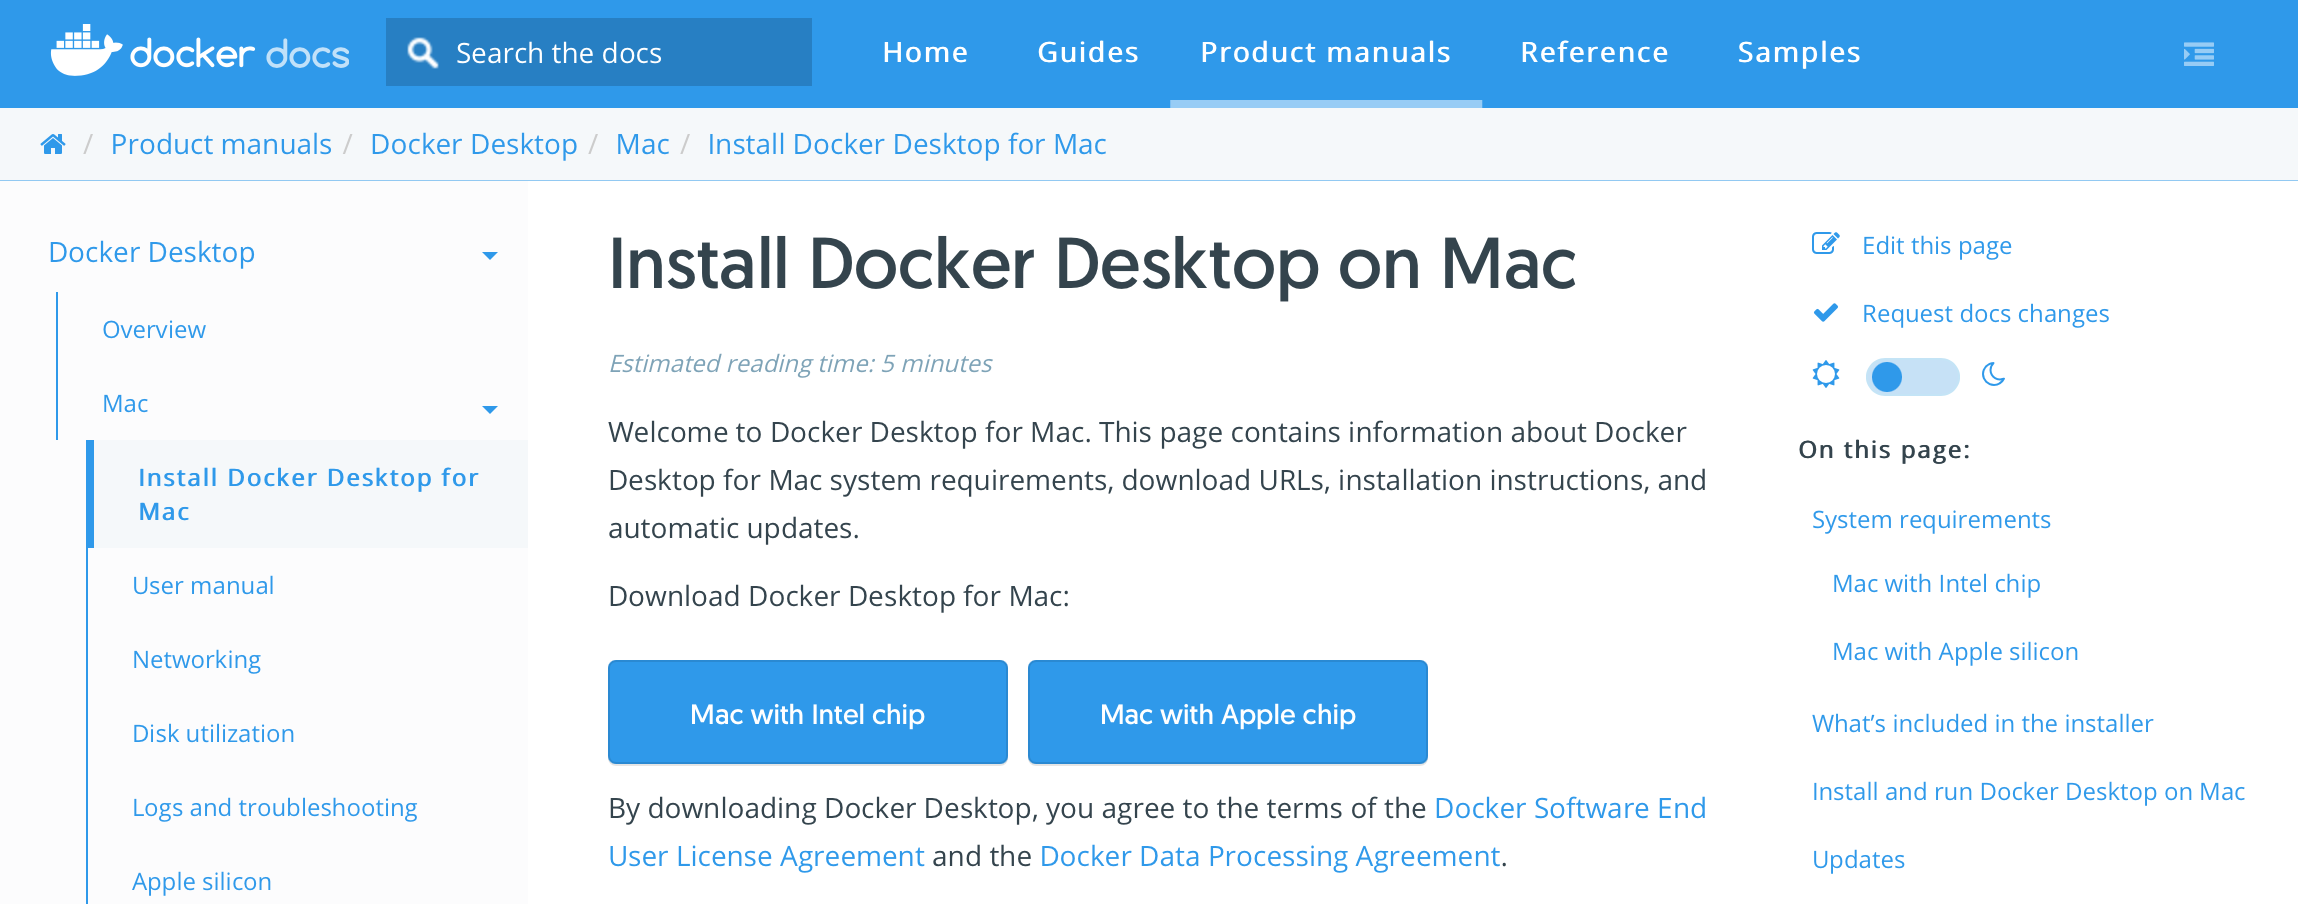 docker docs
Search the docs
Home
Guides
Product manuals
Reference
Samples
/ Product manuals / Docker Desktop / Mac / Install Docker Desktop for Mac
Docker Desktop
Overview
Mac
Install Docker Desktop for
Mac
User manual
Networking
Disk utilization
Logs and troubleshooting
Apple silicon
Install Docker Desktop on Mac
Estimated reading time: 5 minutes
Welcome to Docker Desktop for Mac. This page contains information about Docker
Desktop for Mac system requirements, download URLs, installation instructions, and
automatic updates.
Download Docker Desktop for Mac:
Mac with Intel chip
Mac with Apple chip
By downloading Docker Desktop, you agree to the terms of the Docker Software End
User License Agreement and the Docker Data Processing Agreement.
Edit this page
Request docs changes
On this page:
System requirements
Mac with Intel chip
Mac with Apple silicon
What’s included in the installer
Install and run Docker Desktop on Mac
Updates